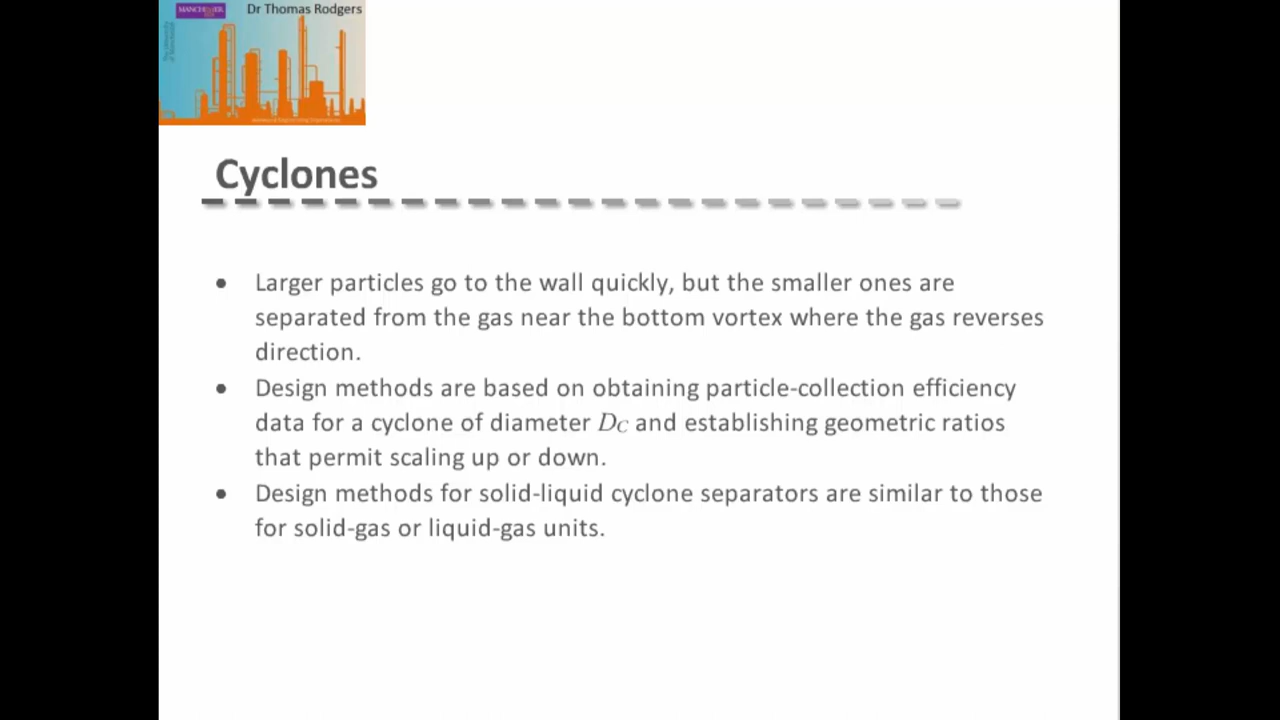 MANCHESTER
Dr Thomas Rodgers
Cyclones
• Larger particles go to the wall quickly, but the smaller ones are
separated from the gas near the bottom vortex where the gas reverses
direction.
• Design methods are based on obtaining particle-collection efficiency
data for a cyclone of diameter DC and establishing geometric ratios
that permit scaling up or down.
• Design methods for solid-liquid cyclone separators are similar to those
for solid-gas or liquid-gas units.